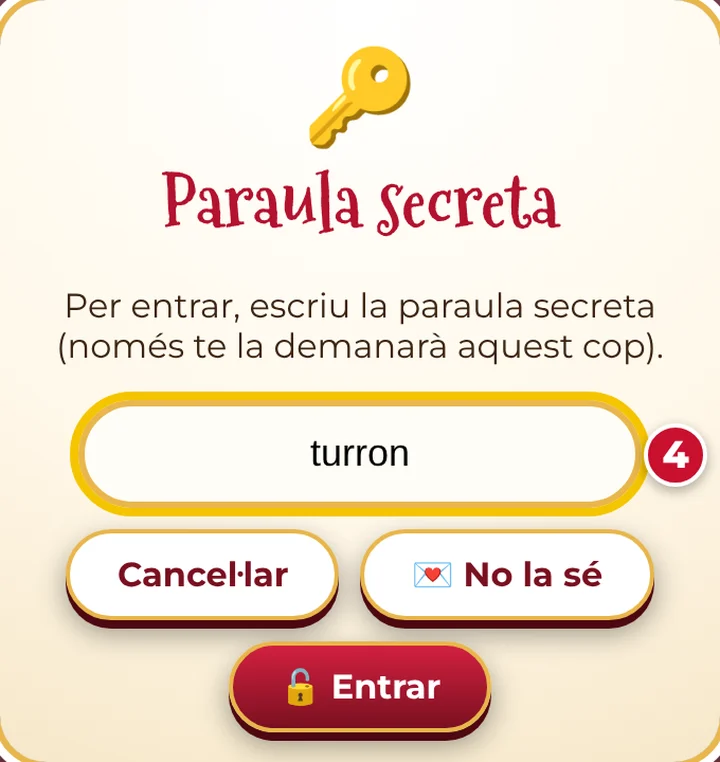 Paraula secreta
Per entrar, escriu la paraula secreta
(només te la demanarà aquest cop).
turron
4
Cancel·lar
No la sé
Entrar